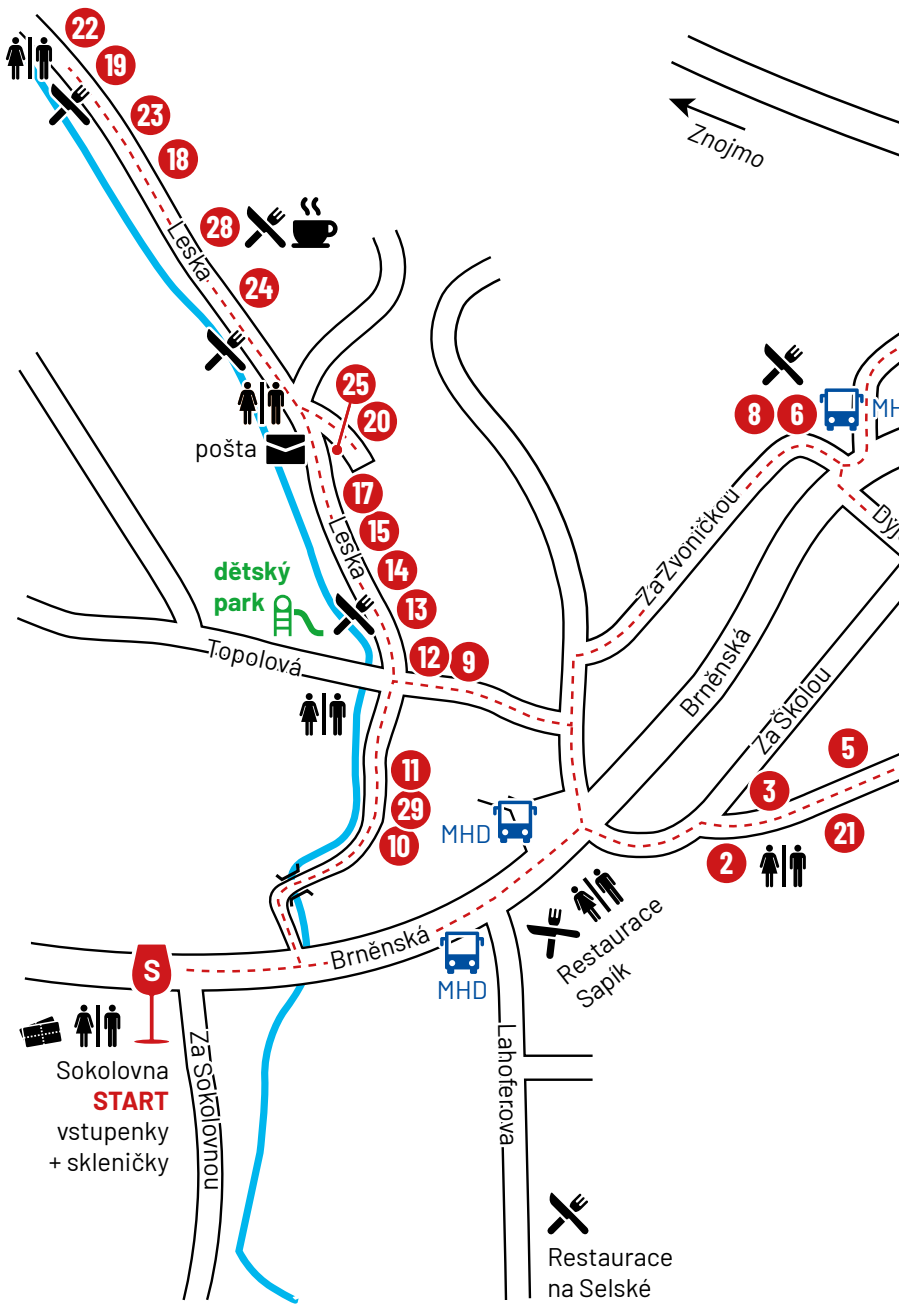 22
19
23
18
Znojmo
28
Leska
24
25
20
8
6
MH
pošta
17
Za Zvoničkou
Dyj
15
Leska
14
dětský
park
13
12
9
Topolová
Brněnská
Za Školou
5
11
3
29
MHD
21
10
2
Restaurace
Sapík
Brněnská
S
MHD
Lahoferova
Za Sokolovnou
Sokolovna
START
vstupenky
+ skleničky
Restaurace
na Selské